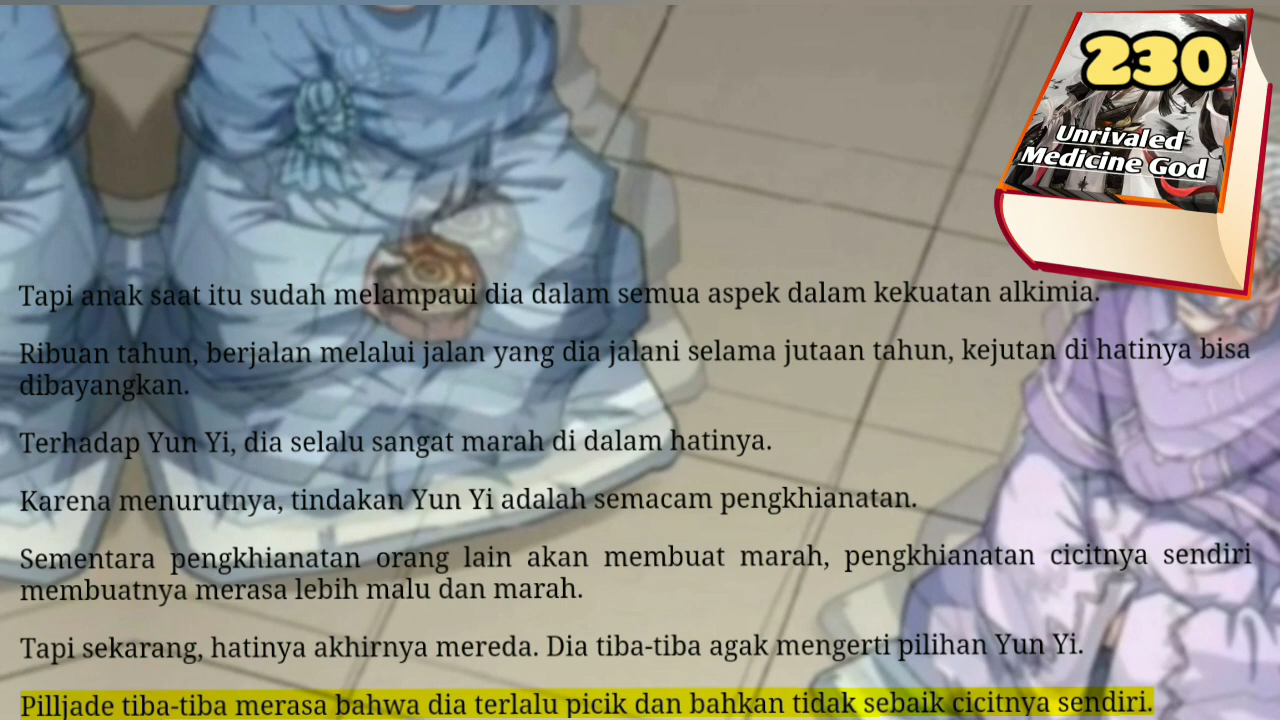 230
Unrivaled
Medicine God
Tapi anak saat itu sudah melampaui dia dalam semua aspek dalam kekuatan alkimia.
Ribuan tahun, berjalan melalui jalan yang dia jalani selama jutaan tahun, kejutan di hatinya bisa
dibayangkan.
Terhadap Yun Yi, dia selalu sangat marah di dalam hatinya.
Karena menurutnya, tindakan Yun Yi adalah semacam pengkhianatan.
Sementara pengkhianatan orang lain akan membuat marah, pengkhianatan cicitnya sendiri
membuatnya merasa lebih malu dan marah.
Tapi sekarang, hatinya akhirnya mereda. Dia tiba-tiba agak mengerti pilihan Yun Yi.
Pilljade tiba-tiba merasa bahwa dia terlalu picik dan bahkan tidak sebaik cicitnya sendiri.